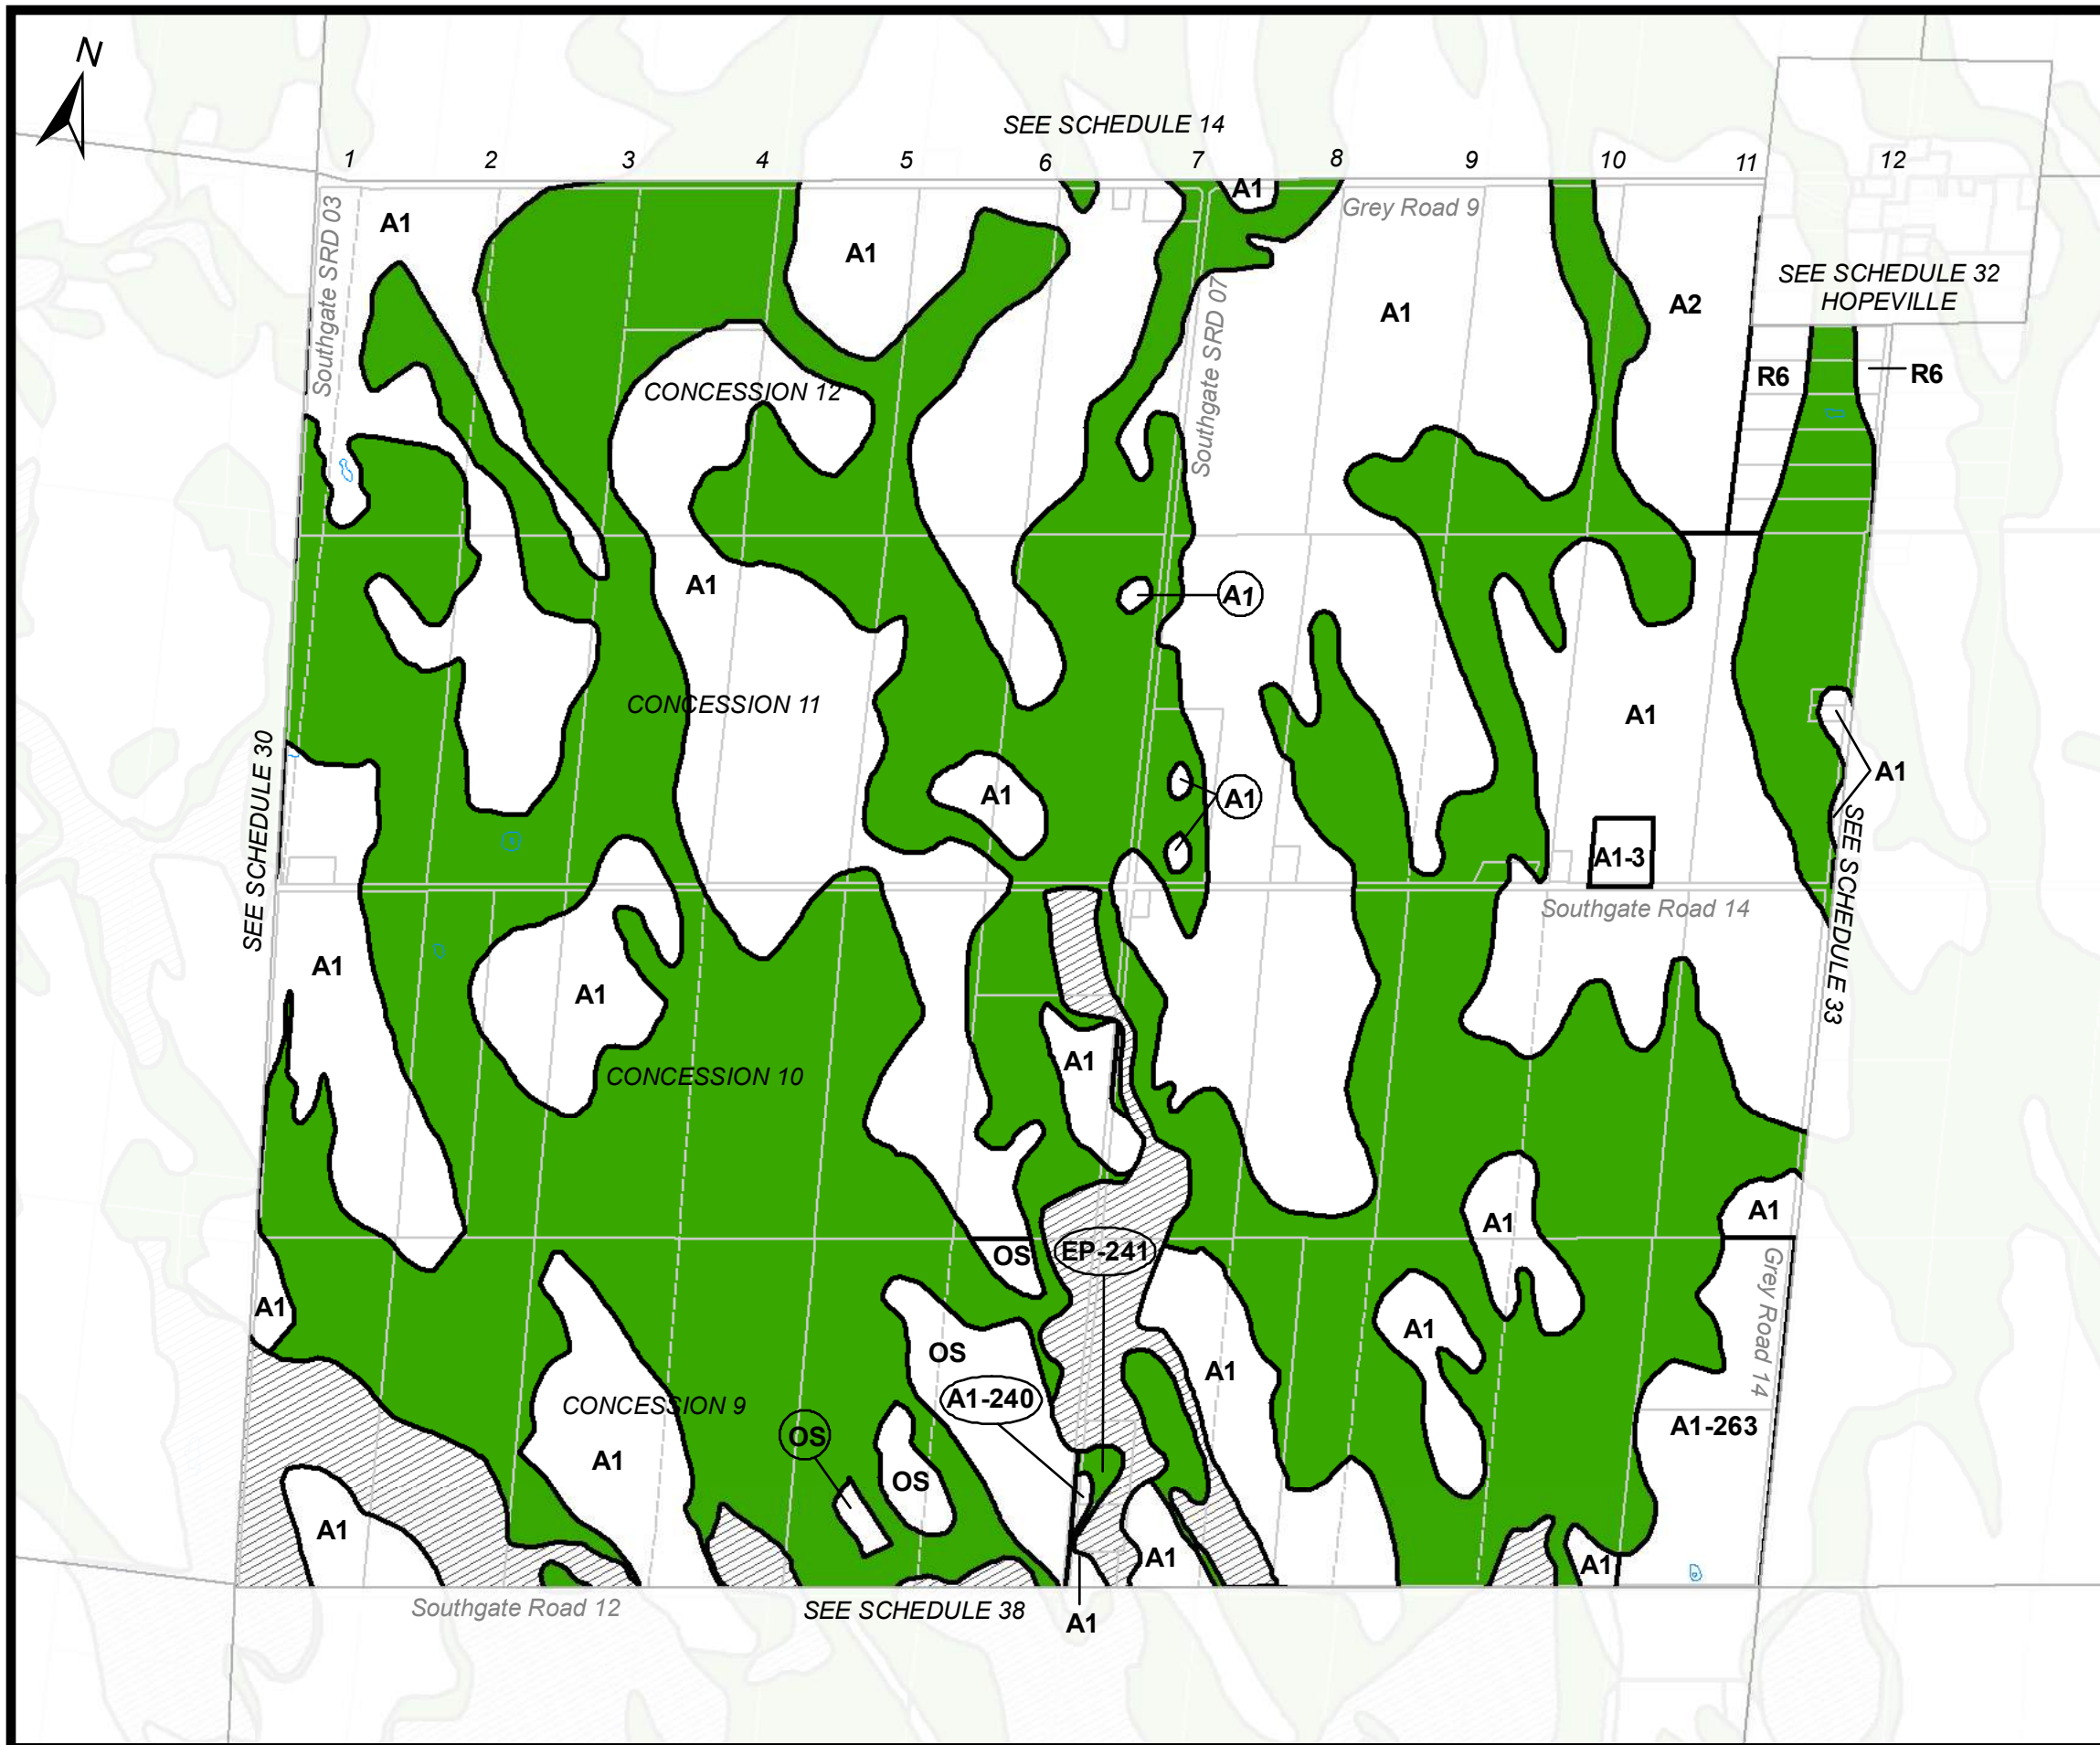 N
SEE SCHEDULE 14
1 2 3 4 5 6 7 8 9 10 11 12
A1
Grey Road 9
Southgate SRD 03
A1
A1
SEE SCHEDULE 32
HOPEVILLE
A1
A2
Southgate SRD 07
R6
R6
CONCESSION 12
A1
A1
CONCESSION 11
A1
A1
A1
A1
SEE SCHEDULE 30
A1-3
SEE SCHEDULE 33
Southgate Road 14
A1
A1
A1
CONCESSION 10
A1
A1
OS
EP-241
A1
Grey Road 14
A1
OS
A1
A1-240
CONCESSION 9
A1-263
OS
A1
OS
A1
A1
A1
Southgate Road 12
SEE SCHEDULE 38
A1